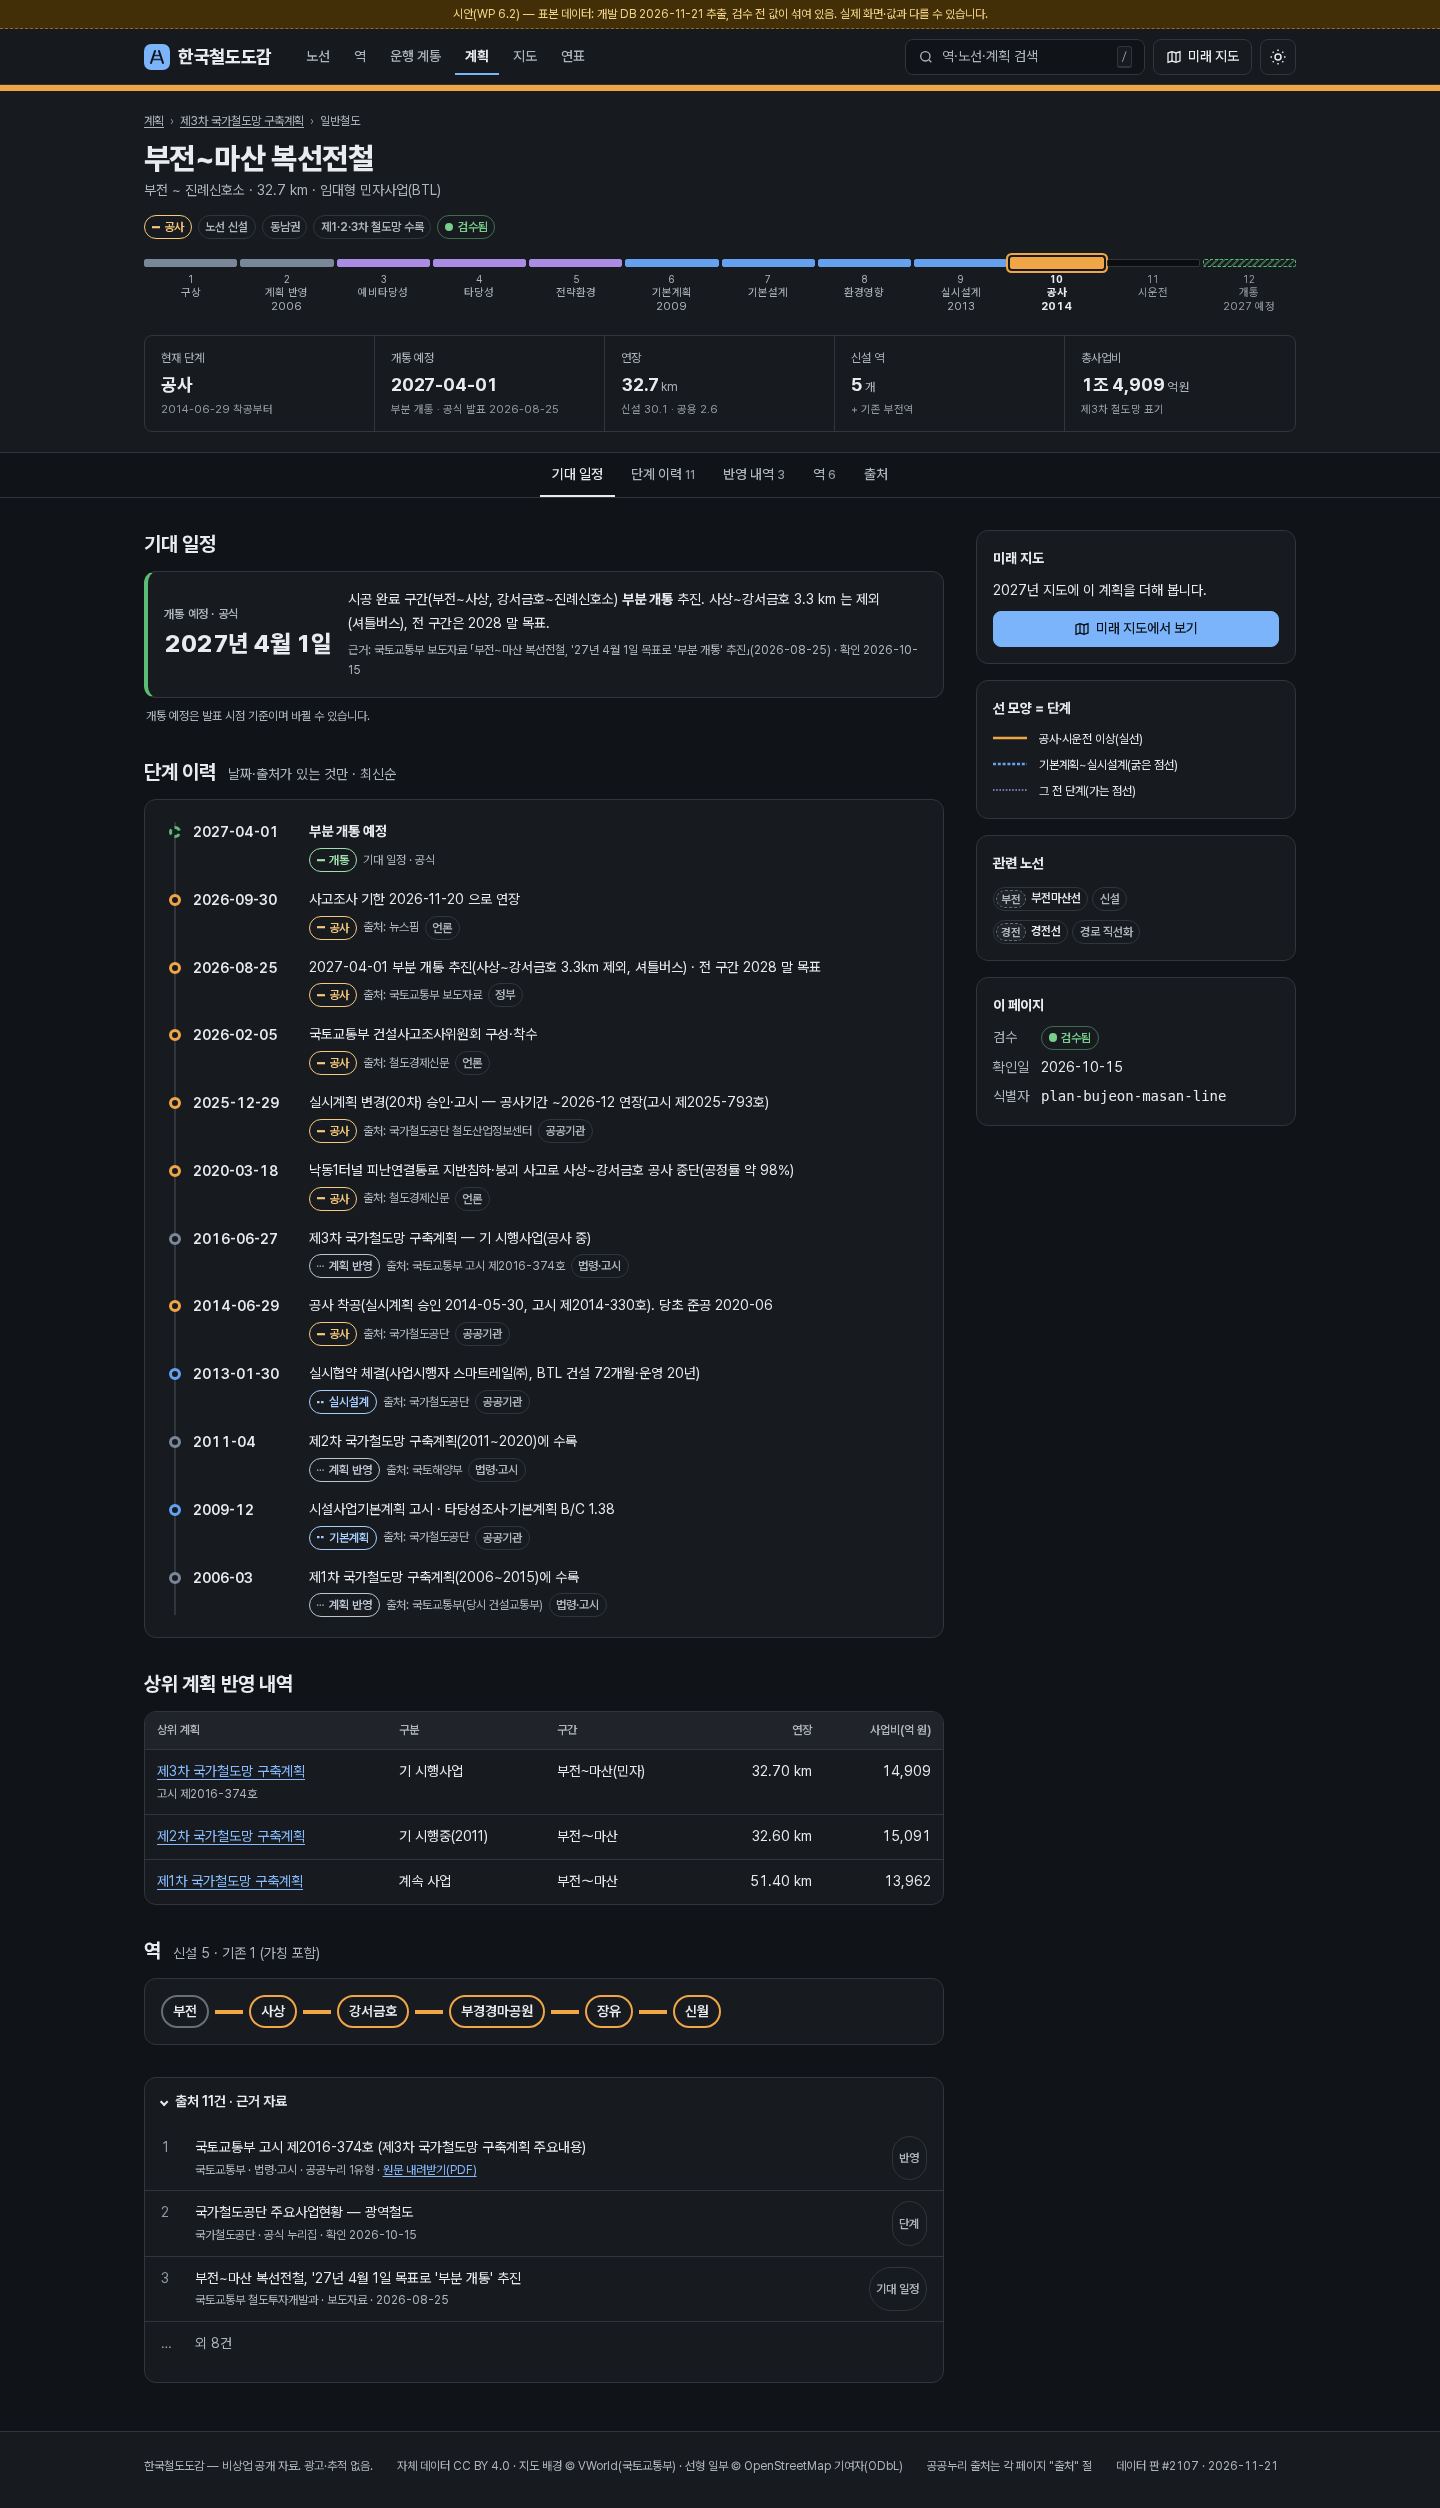 시안(WP 6.2) — 표본 데이터: 개발 DB 2026-11-21 추출, 검수 전 값이 섞여 있음. 실제 화면·값과 다를 수 있습니다.
한국철도도감 노선 역 운행 계통 계획 지도 연표 역·노선·계획 검색 / 미래 지도
계획 › 제3차 국가철도망 구축계획 › 일반철도
부전~마산 복선전철
부전 ~ 진례신호소 · 32.7 km · 임대형 민자사업(BTL)
공사 노선 신설 동남권 제1·2·3차 철도망 수록 검수됨
1 2 3 4 5 6 7 8 9 10 11 12
구상 계획 반영 예비타당성 타당성 전략환경 기본계획 기본설계 환경영향 실시설계 공사 시운전 개통
2006 2009 2013 2014 2027 예정
현재 단계 개통 예정 연장 신설 역 총사업비
공사 2027-04-01 32.7 km 5 개 1조 4,909 억원
2014-06-29 착공부터 부분 개통 · 공식 발표 2026-08-25 신설 30.1 · 공용 2.6 + 기존 부전역 제3차 철도망 표기
기대 일정 단계 이력 11 반영 내역 3 역 6 출처
기대 일정
개통 예정 · 공식
2027년 4월 1일
시공 완료 구간(부전~사상, 강서금호~진례신호소) 부분 개통 추진. 사상~강서금호 3.3 km 는 제외
(셔틀버스), 전 구간은 2028 말 목표.
근거: 국토교통부 보도자료 「부전~마산 복선전철, '27년 4월 1일 목표로 '부분 개통' 추진」(2026-08-25) · 확인 2026-10-
15
개통 예정은 발표 시점 기준이며 바뀔 수 있습니다.
단계 이력 날짜·출처가 있는 것만 · 최신순
2027-04-01 부분 개통 예정
개통 기대 일정 · 공식
2026-09-30 사고조사 기한 2026-11-20 으로 연장
공사 출처: 뉴스핌 언론
2026-08-25 2027-04-01 부분 개통 추진(사상~강서금호 3.3km 제외, 셔틀버스) · 전 구간 2028 말 목표
공사 출처: 국토교통부 보도자료 정부
2026-02-05 국토교통부 건설사고조사위원회 구성·착수
공사 출처: 철도경제신문 언론
2025-12-29 실시계획 변경(20차) 승인·고시 — 공사기간 ~2026-12 연장(고시 제2025-793호)
공사 출처: 국가철도공단 철도산업정보센터 공공기관
2020-03-18 낙동1터널 피난연결통로 지반침하·붕괴 사고로 사상~강서금호 공사 중단(공정률 약 98%)
공사 출처: 철도경제신문 언론
2016-06-27 제3차 국가철도망 구축계획 — 기 시행사업(공사 중)
계획 반영 출처: 국토교통부 고시 제2016-374호 법령·고시
2014-06-29 공사 착공(실시계획 승인 2014-05-30, 고시 제2014-330호). 당초 준공 2020-06
공사 출처: 국가철도공단 공공기관
2013-01-30 실시협약 체결(사업시행자 스마트레일㈜, BTL 건설 72개월·운영 20년)
실시설계 출처: 국가철도공단 공공기관
2011-04 제2차 국가철도망 구축계획(2011~2020)에 수록
계획 반영 출처: 국토해양부 법령·고시
2009-12 시설사업기본계획 고시 · 타당성조사·기본계획 B/C 1.38
기본계획 출처: 국가철도공단 공공기관
2006-03 제1차 국가철도망 구축계획(2006~2015)에 수록
계획 반영 출처: 국토교통부(당시 건설교통부) 법령·고시
상위 계획 반영 내역
상위 계획 구분 구간 연장 사업비(억 원)
제3차 국가철도망 구축계획 기 시행사업 부전~마산(민자) 32.70 km 14,909
고시 제2016-374호
제2차 국가철도망 구축계획 기 시행중(2011) 부전～마산 32.60 km 15,091
제1차 국가철도망 구축계획 계속 사업 부전～마산 51.40 km 13,962
역 신설 5 · 기존 1 (가칭 포함)
부전 사상 강서금호 부경경마공원 장유 신월
출처 11건 · 근거 자료
1 국토교통부 고시 제2016-374호 (제3차 국가철도망 구축계획 주요내용) 반영
국토교통부 · 법령·고시 · 공공누리 1유형 · 원문 내려받기(PDF)
2 국가철도공단 주요사업현황 — 광역철도 단계
국가철도공단 · 공식 누리집 · 확인 2026-10-15
3 부전~마산 복선전철, '27년 4월 1일 목표로 '부분 개통' 추진 기대 일정
국토교통부 철도투자개발과 · 보도자료 · 2026-08-25
… 외 8건
미래 지도
2027년 지도에 이 계획을 더해 봅니다.
미래 지도에서 보기
선 모양 = 단계
공사·시운전 이상(실선)
기본계획~실시설계(굵은 점선)
그 전 단계(가는 점선)
관련 노선
부전 부전마산선 신설
경전 경전선 경로 직선화
이 페이지
검수 검수됨
확인일 2026-10-15
식별자 plan-bujeon-masan-line
한국철도도감 — 비상업 공개 자료. 광고·추적 없음. 자체 데이터 CC BY 4.0 · 지도 배경 © VWorld(국토교통부) · 선형 일부 © OpenStreetMap 기여자(ODbL) 공공누리 출처는 각 페이지 "출처" 절 데이터 판 #2107 · 2026-11-21